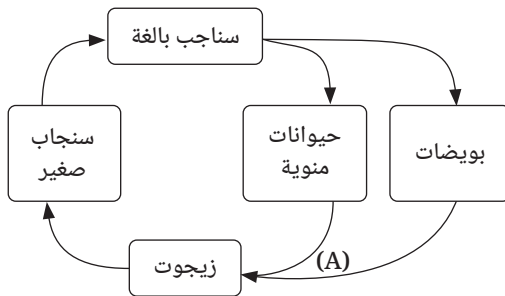 سناجب بالغة
سنجاب
صغير
حيوانات
منوية
بويضات
زيجوت
(A)